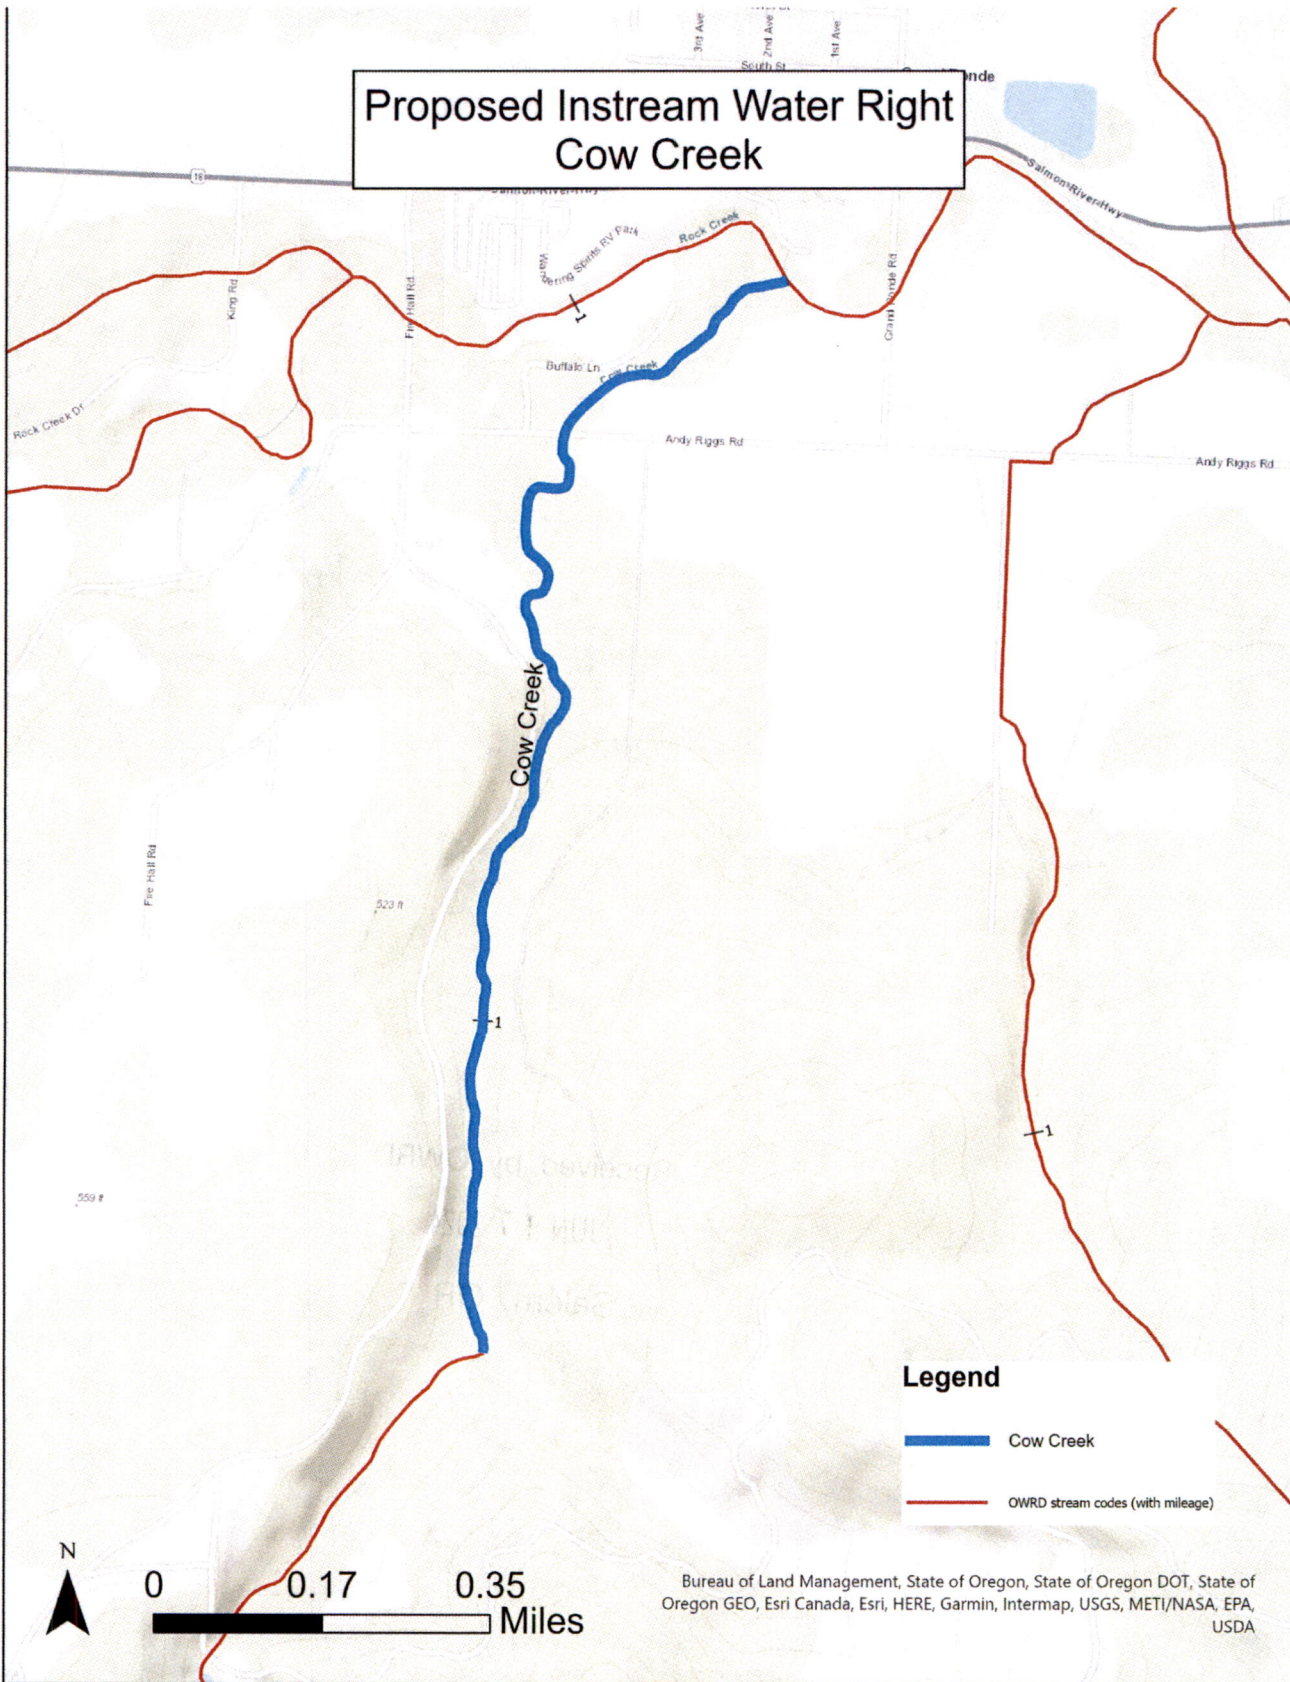 3rd Ave
2nd Ave
1st Ave
South St
Proposed Instream Water Right
Cow Creek
18
Salmon-River-Hwy
Rock Creek
Wandering Spirits RV Park
King Rd
Fire Hall Rd
Grand Ronde Rd
1
Buffalo Ln
Cow Creek
Rock Creek Dr
Andy Riggs Rd
Andy Riggs Rd
Cow Creek
Fire Hall Rd
523 ft
1
1
559 ft
Legend
Cow Creek
OWRD stream codes (with mileage)
N
0 0.17 0.35
Miles
Bureau of Land Management, State of Oregon, State of Oregon DOT, State of
Oregon GEO, Esri Canada, Esri, HERE, Garmin, Intermap, USGS, METI/NASA, EPA,
USDA